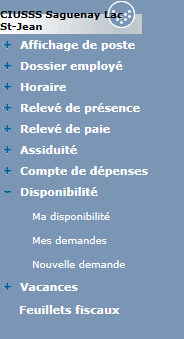 CIUSSS Saguenay Lac
St-Jean
Affichage de poste
Dossier employé
Horaire
Relevé de présence
Relevé de paie
Assiduité
Compte de dépenses
Disponibilité
Ma disponibilité
Mes demandes
Nouvelle demande
Vacances
Feuillets fiscaux